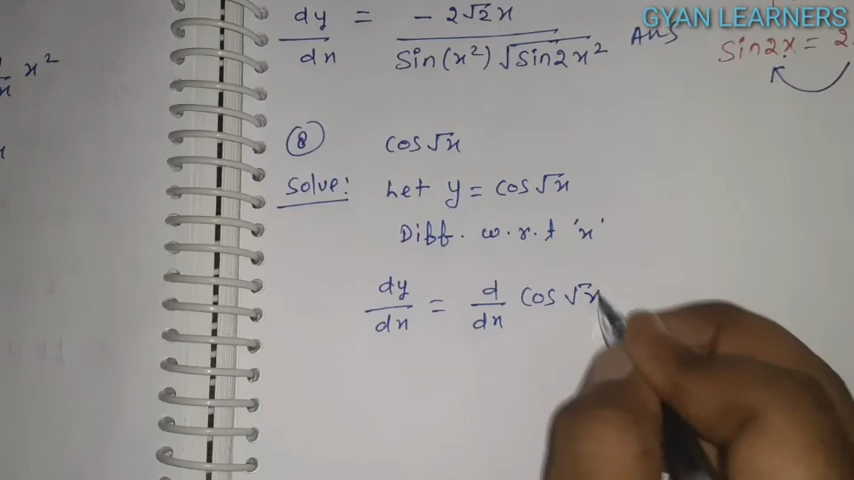 GYAN LEARNERS
dy/dx = - 2√2x / Sin(x²) √sin2x² Ans
Sin2x = 2
x²
x
⑧ cos√x
Solve: Let y = cos√x
Diff. w.r.t 'x'
dy/dx = d/dx cos√x